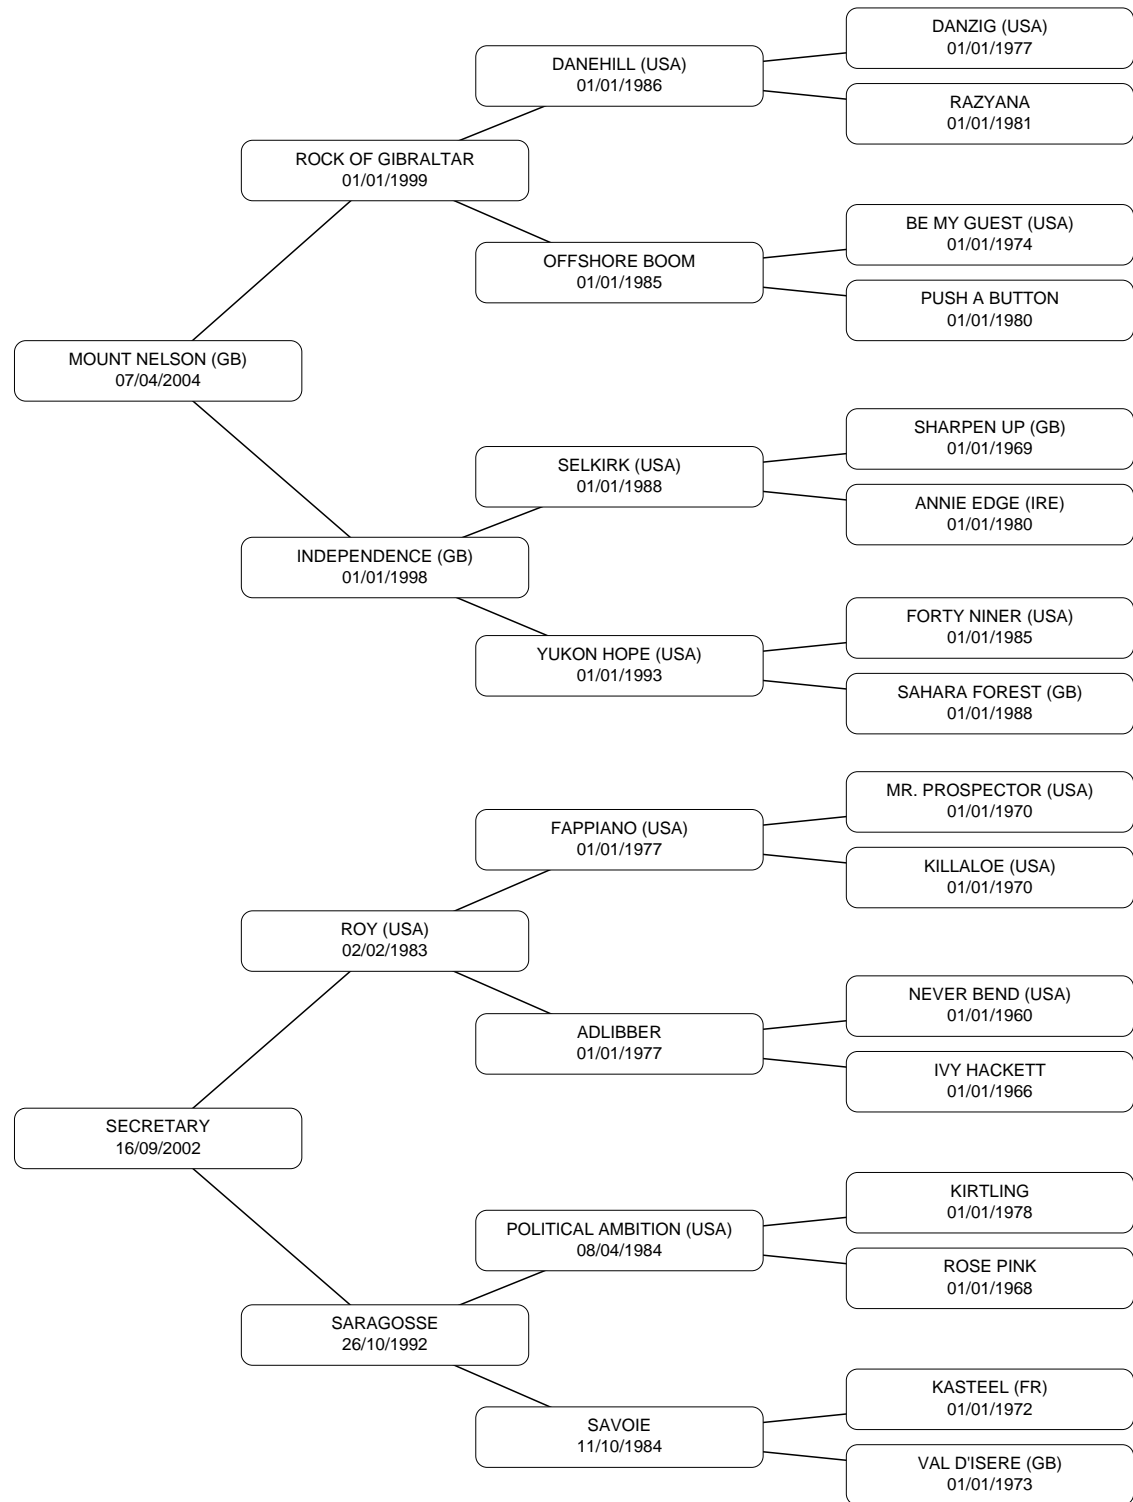 DANZIG (USA)
01/01/1977
DANEHILL (USA)
01/01/1986
RAZYANA
01/01/1981
ROCK OF GIBRALTAR
01/01/1999
BE MY GUEST (USA)
01/01/1974
OFFSHORE BOOM
01/01/1985
PUSH A BUTTON
01/01/1980
MOUNT NELSON (GB)
07/04/2004
SHARPEN UP (GB)
01/01/1969
SELKIRK (USA)
01/01/1988
ANNIE EDGE (IRE)
01/01/1980
INDEPENDENCE (GB)
01/01/1998
FORTY NINER (USA)
01/01/1985
YUKON HOPE (USA)
01/01/1993
SAHARA FOREST (GB)
01/01/1988
MR. PROSPECTOR (USA)
01/01/1970
FAPPIANO (USA)
01/01/1977
KILLALOE (USA)
01/01/1970
ROY (USA)
02/02/1983
NEVER BEND (USA)
01/01/1960
ADLIBBER
01/01/1977
IVY HACKETT
01/01/1966
SECRETARY
16/09/2002
KIRTLING
01/01/1978
POLITICAL AMBITION (USA)
08/04/1984
ROSE PINK
01/01/1968
SARAGOSSE
26/10/1992
KASTEEL (FR)
01/01/1972
SAVOIE
11/10/1984
VAL D'ISERE (GB)
01/01/1973